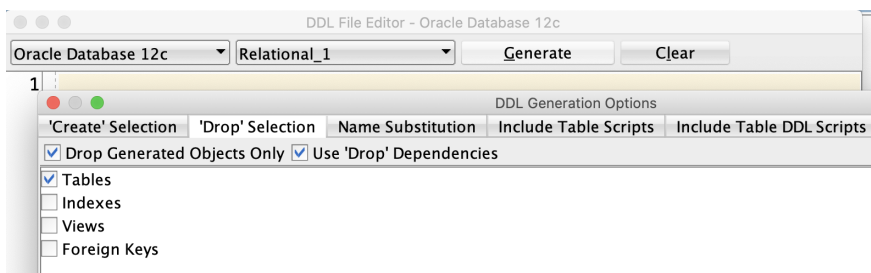 DDL File Editor - Oracle Database 12c
Oracle Database 12c Relational_1 Generate Clear
1
DDL Generation Options
'Create' Selection 'Drop' Selection Name Substitution Include Table Scripts Include Table DDL Scripts
Drop Generated Objects Only Use 'Drop' Dependencies
Tables
Indexes
Views
Foreign Keys